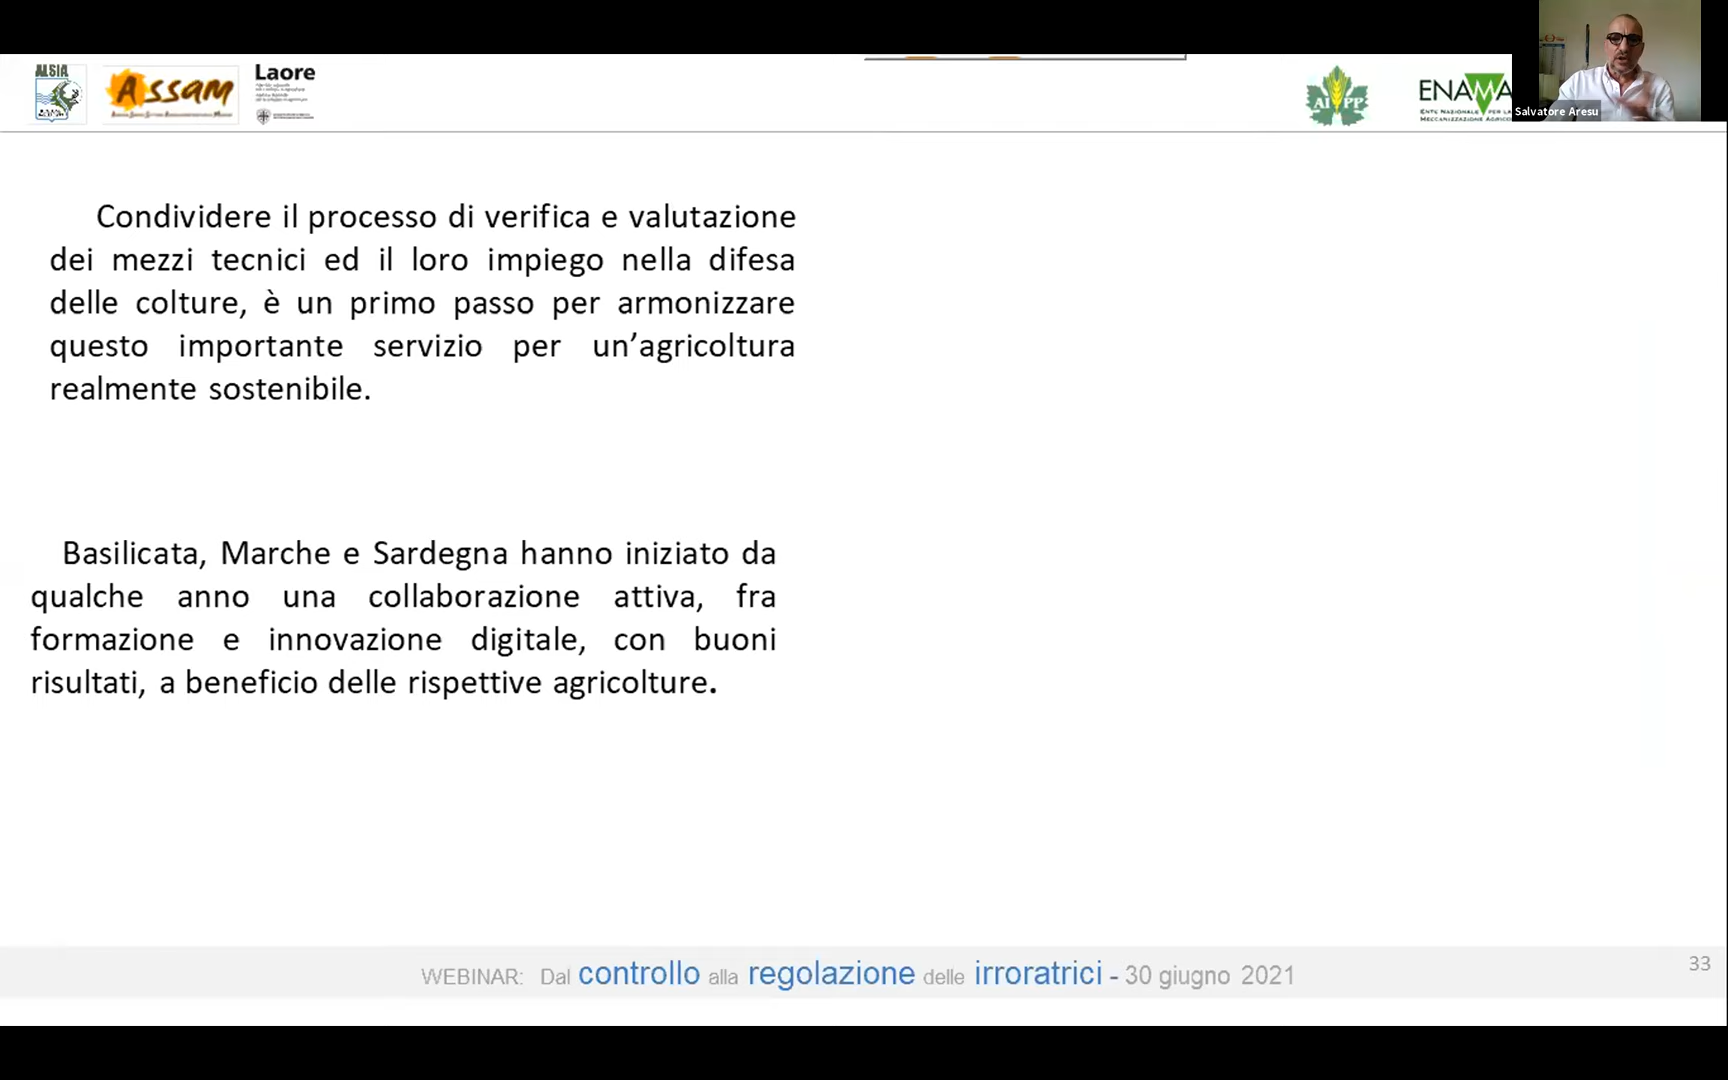 ALSIA
Assam
Laore
AIPP
ENAMA
Salvatore Aresu
Condividere il processo di verifica e valutazione
dei mezzi tecnici ed il loro impiego nella difesa
delle colture, è un primo passo per armonizzare
questo importante servizio per un’agricoltura
realmente sostenibile.
Basilicata, Marche e Sardegna hanno iniziato da
qualche anno una collaborazione attiva, fra
formazione e innovazione digitale, con buoni
risultati, a beneficio delle rispettive agricolture.
WEBINAR: Dal controllo alla regolazione delle irroratrici - 30 giugno 2021
33